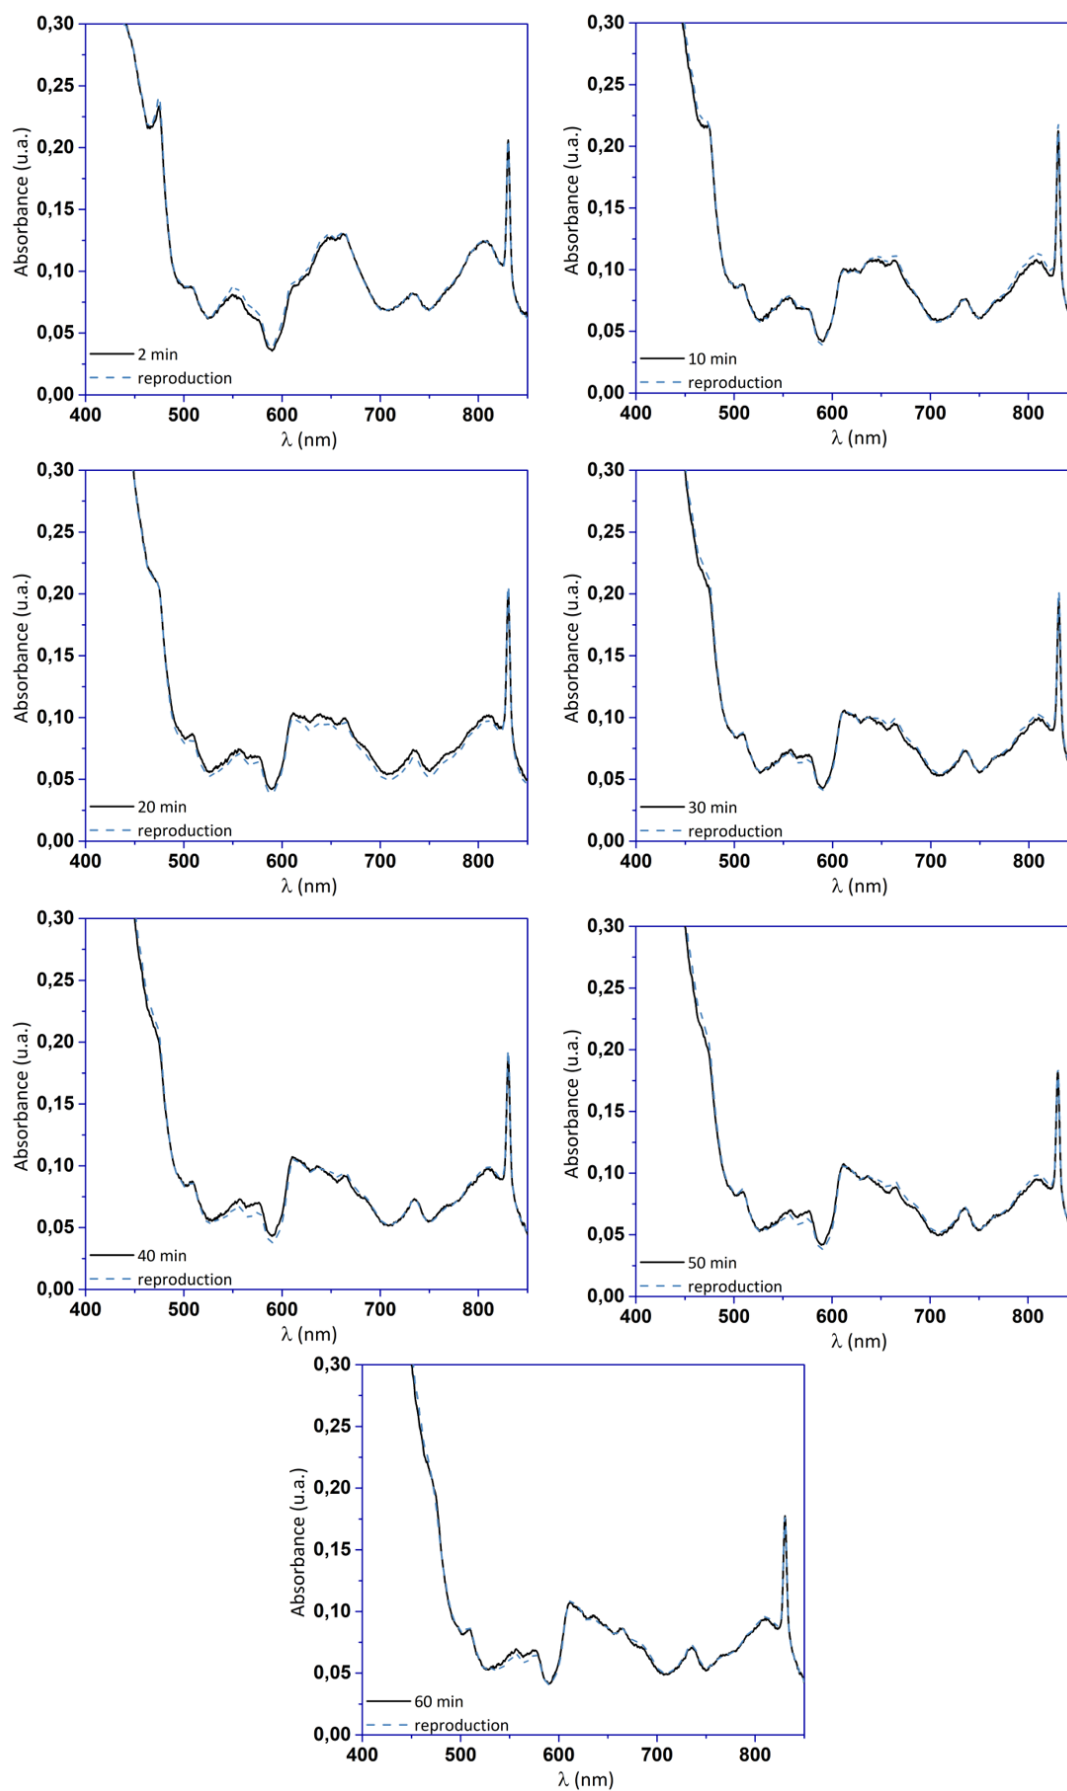 0,30
0,25
0,20
0,15
0,10
0,05
0,00
Absorbance (u.a.)
2 min
reproduction
400 500 600 700 800
λ (nm)
0,30
0,25
0,20
0,15
0,10
0,05
0,00
Absorbance (u.a.)
10 min
reproduction
400 500 600 700 800
λ (nm)
0,30
0,25
0,20
0,15
0,10
0,05
0,00
Absorbance (u.a.)
20 min
reproduction
400 500 600 700 800
λ (nm)
0,30
0,25
0,20
0,15
0,10
0,05
0,00
Absorbance (u.a.)
30 min
reproduction
400 500 600 700 800
λ (nm)
0,30
0,25
0,20
0,15
0,10
0,05
0,00
Absorbance (u.a.)
40 min
reproduction
400 500 600 700 800
λ (nm)
0,30
0,25
0,20
0,15
0,10
0,05
0,00
Absorbance (u.a.)
50 min
reproduction
400 500 600 700 800
λ (nm)
0,30
0,25
0,20
0,15
0,10
0,05
0,00
Absorbance (u.a.)
60 min
reproduction
400 500 600 700 800
λ (nm)